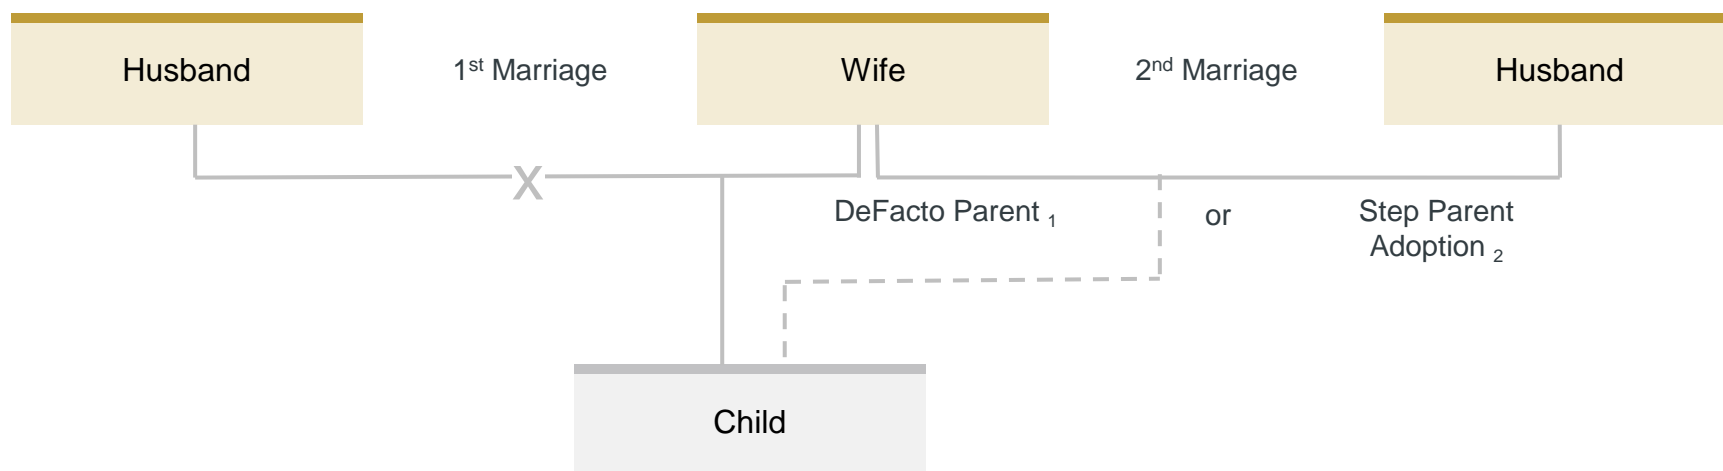 Husband
1st Marriage
Wife
2nd Marriage
Husband
X
DeFacto Parent 1
or
Step Parent
Adoption 2
Child